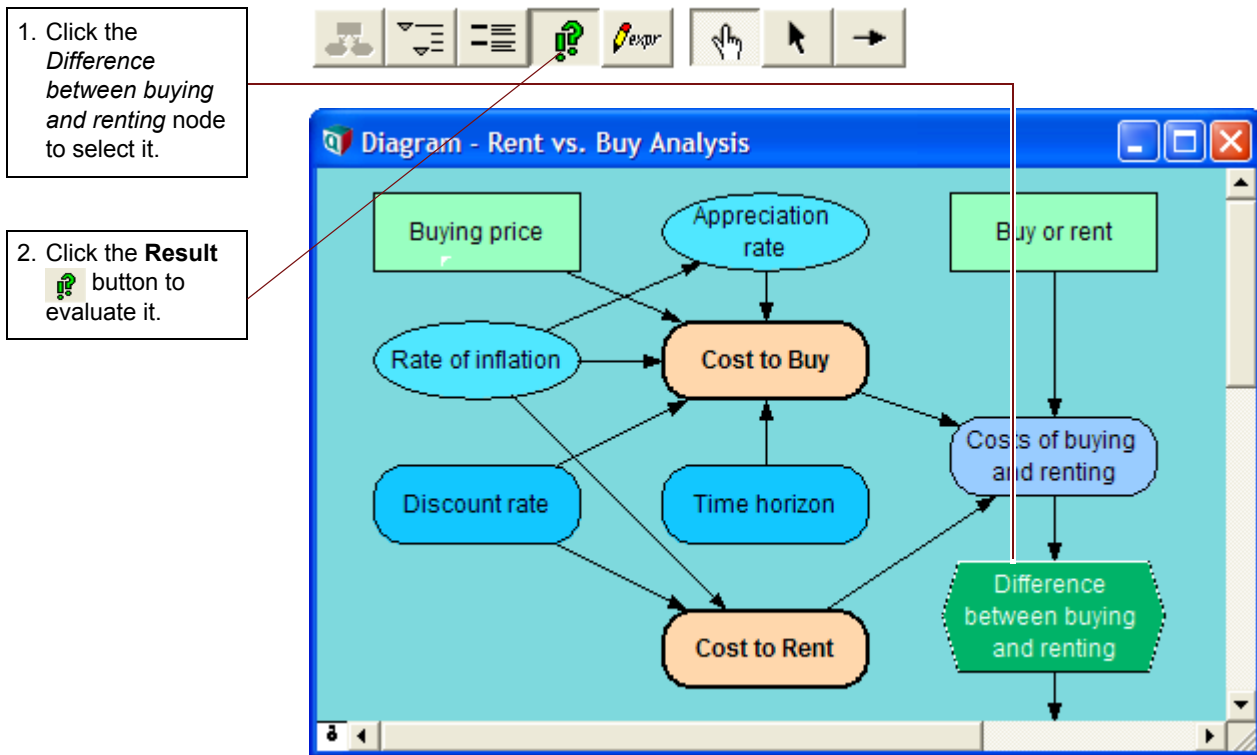 1. Click the
Difference
between buying
and renting node
to select it.
2. Click the Result
button to
evaluate it.
expr
Diagram - Rent vs. Buy Analysis
Buying price
Appreciation
rate
Buy or rent
Rate of inflation
Cost to Buy
Costs of buying
and renting
Discount rate
Time horizon
Difference
between buying
and renting
Cost to Rent